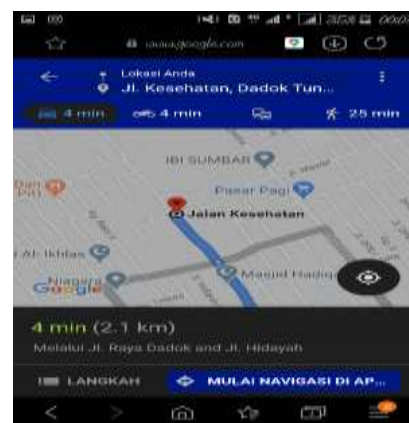 www.google.com
Lokasi Anda
Jl. Kesehatan, Dadok Tun...
4 min
4 min
25 min
IBI SUMBAR
Pasar Pagi
Jalan Kesehatan
Al- Ikhlas
Niagara
Masjid
Google
4 min (2.1 km)
Melalui Jl. Raya Dadok and Jl. Hidayah
LANGKAH
MULAI NAVIGASI DI AP...